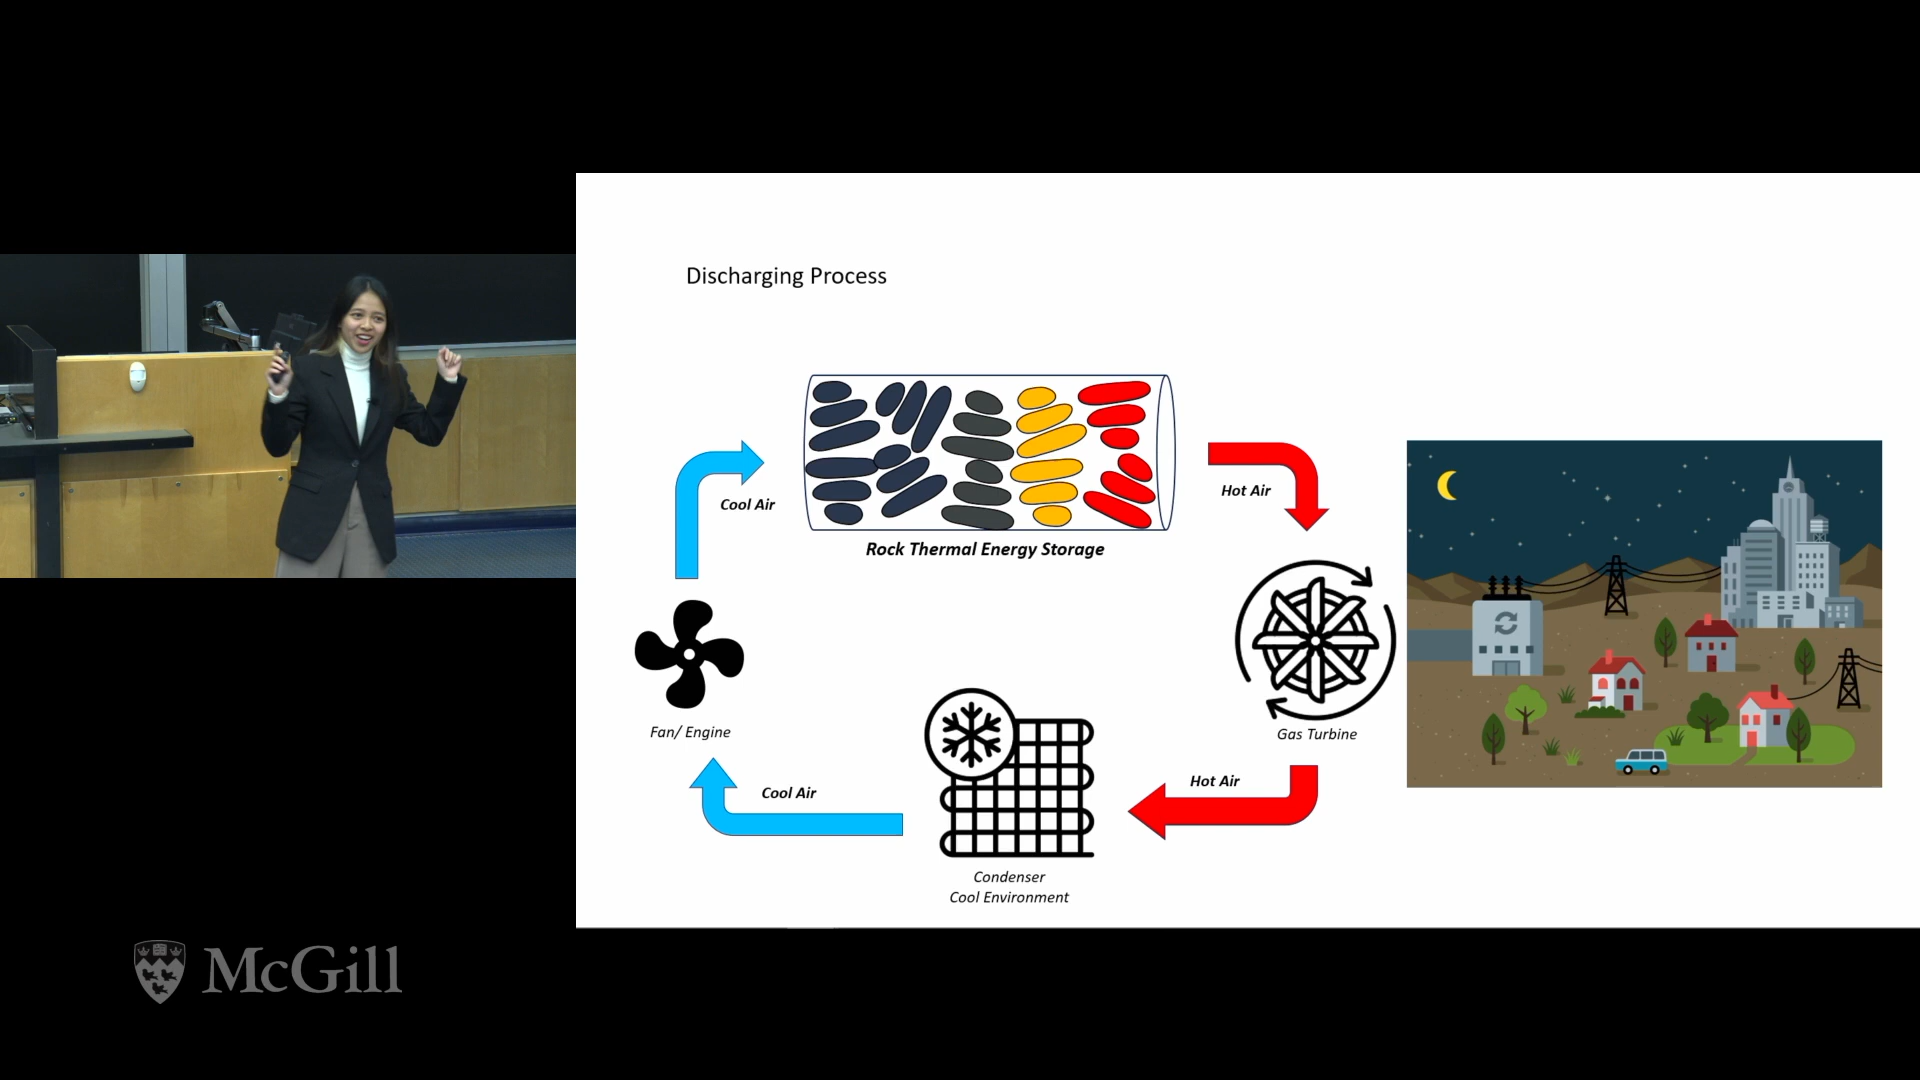 Discharging Process
Cool Air
Hot Air
Rock Thermal Energy Storage
Fan/ Engine
Gas Turbine
Cool Air
Hot Air
Condenser
Cool Environment
McGill